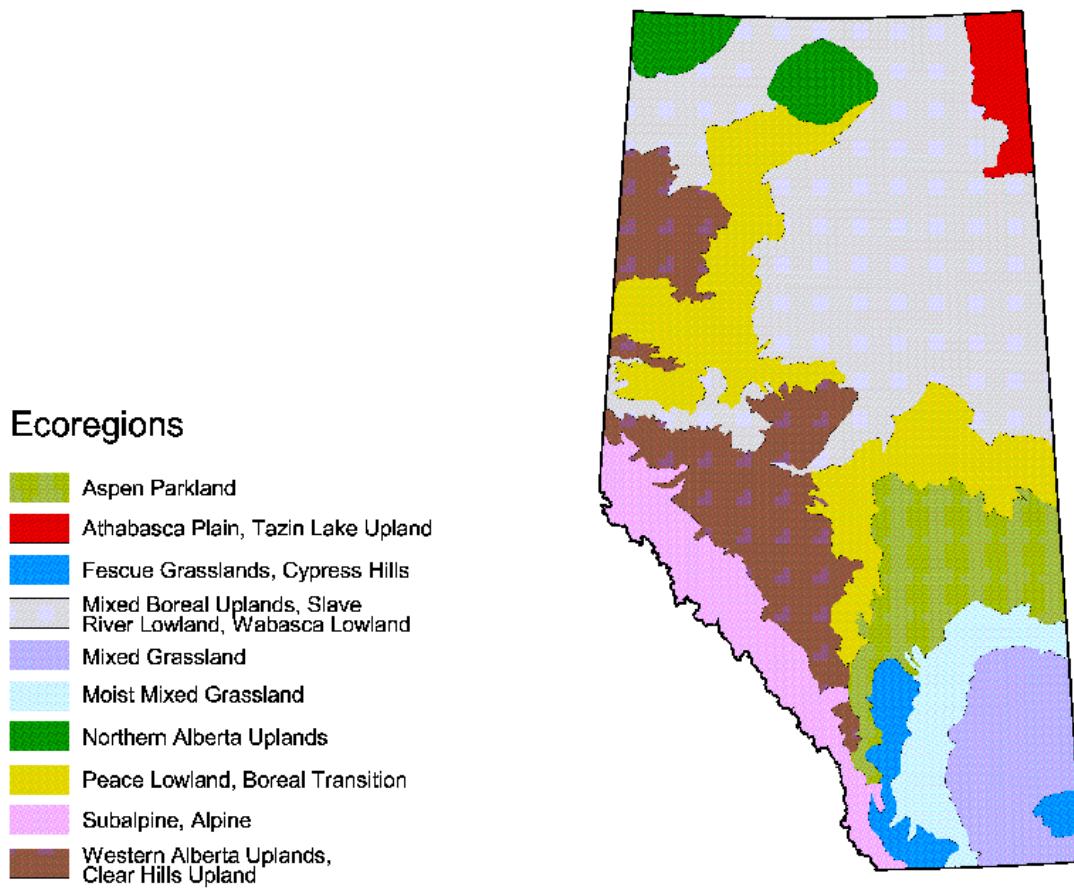 Ecoregions
Aspen Parkland
Athabasca Plain, Tazin Lake Upland
Fescue Grasslands, Cypress Hills
Mixed Boreal Uplands, Slave
River Lowland, Wabasca Lowland
Mixed Grassland
Moist Mixed Grassland
Northern Alberta Uplands
Peace Lowland, Boreal Transition
Subalpine, Alpine
Western Alberta Uplands,
Clear Hills Upland